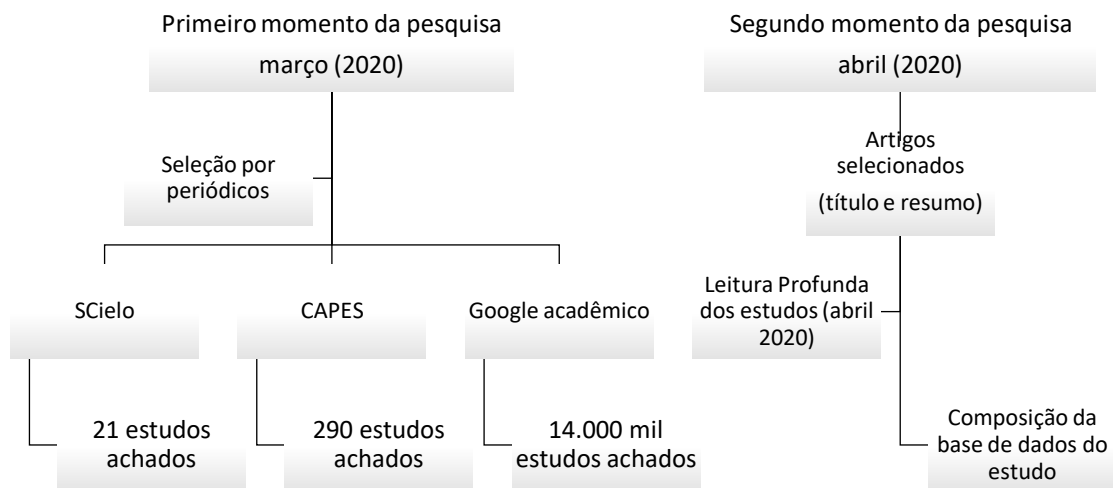 Primeiro momento da pesquisa
março (2020)
Seleção por
periódicos
SCielo
CAPES
Google acadêmico
21 estudos
achados
290 estudos
achados
14.000 mil
estudos achados
Segundo momento da pesquisa
abril (2020)
Artigos
selecionados
(título e resumo)
Leitura Profunda
dos estudos (abril
2020)
Composição da
base de dados do
estudo